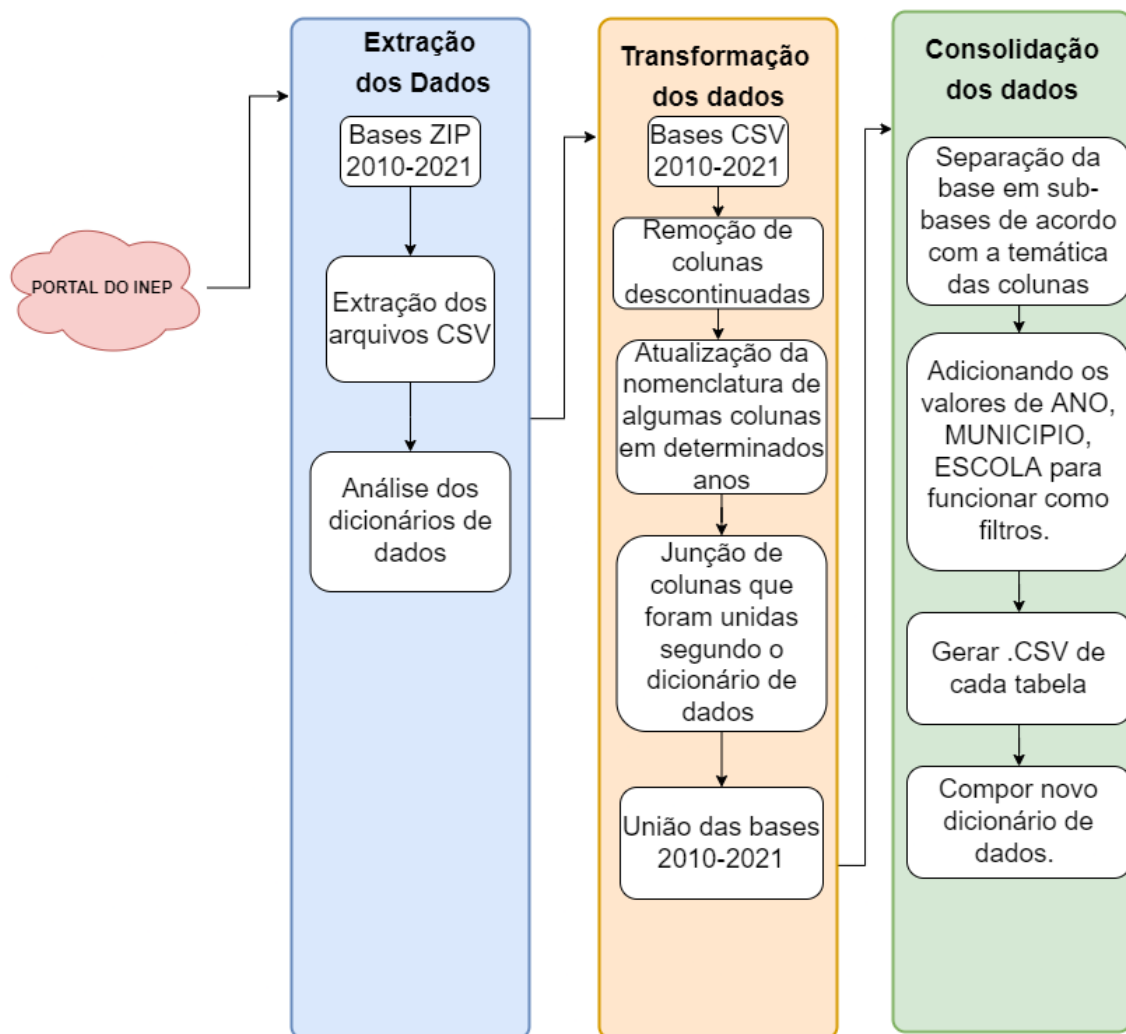 PORTAL DO INEP
Extração
dos Dados
Bases ZIP
2010-2021
Extração dos
arquivos CSV
Análise dos
dicionários de
dados
Transformação
dos dados
Bases CSV
2010-2021
Remoção de
colunas
descontinuadas
Atualização da
nomenclatura de
algumas colunas
em determinados
anos
Junção de
colunas que
foram unidas
segundo o
dicionário de
dados
União das bases
2010-2021
Consolidação
dos dados
Separação da
base em sub-
bases de acordo
com a temática
das colunas
Adicionando os
valores de ANO,
MUNICIPIO,
ESCOLA para
funcionar como
filtros.
Gerar .CSV de
cada tabela
Compor novo
dicionário de
dados.